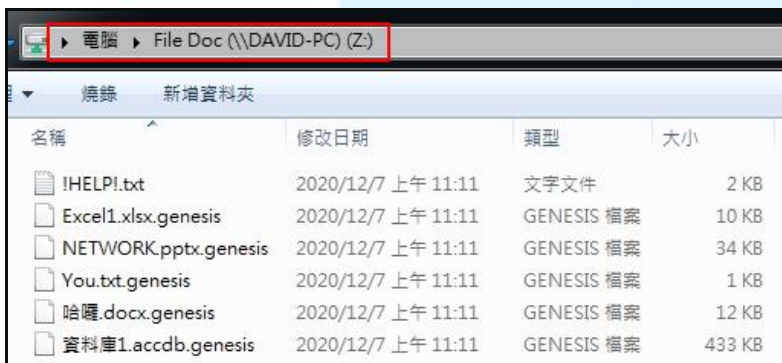 電腦 ▸ File Doc (\\DAVID-PC) (Z:)
燒錄 新增資料夾
名稱 修改日期 類型 大小
!HELP!.txt 2020/12/7 上午 11:11 文字文件 2 KB
Excel1.xlsx.genesis 2020/12/7 上午 11:11 GENESIS 檔案 10 KB
NETWORK.pptx.genesis 2020/12/7 上午 11:11 GENESIS 檔案 34 KB
You.txt.genesis 2020/12/7 上午 11:11 GENESIS 檔案 1 KB
哈囉.docx.genesis 2020/12/7 上午 11:11 GENESIS 檔案 12 KB
資料庫1.accdb.genesis 2020/12/7 上午 11:11 GENESIS 檔案 433 KB